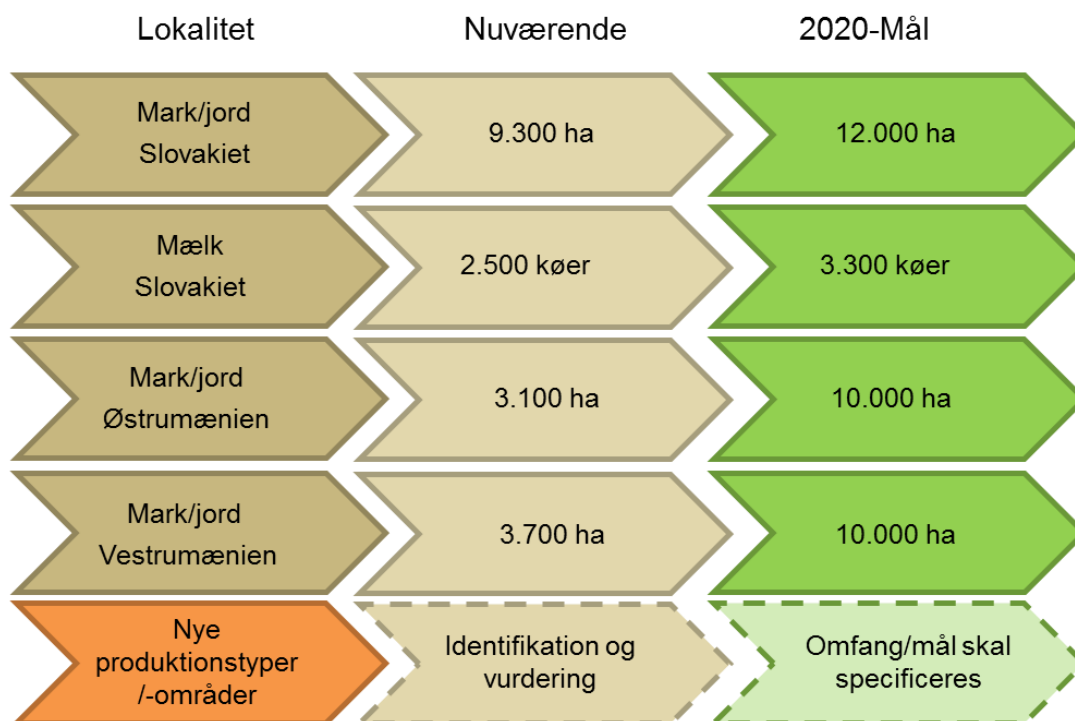 Lokalitet
Nuværende
2020-Mål
Mark/jord
Slovakiet
9.300 ha
12.000 ha
Mælk
Slovakiet
2.500 køer
3.300 køer
Mark/jord
Østrumænien
3.100 ha
10.000 ha
Mark/jord
Vestrumænien
3.700 ha
10.000 ha
Nye
produktionstyper
/-områder
Identifikation og
vurdering
Omfang/mål skal
specificeres